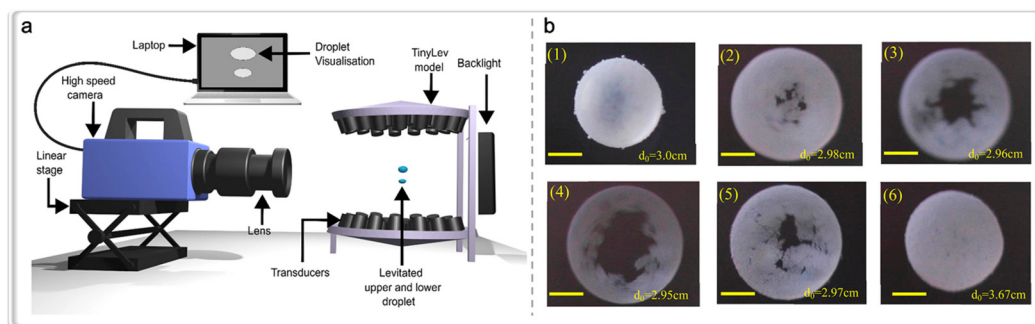 a
Laptop
Droplet
Visualisation
High speed
camera
TinyLev
model
Backlight
Linear
stage
Lens
Transducers
Levitated
upper and lower
droplet
b
(1)
d₀=3.0cm
(2)
d₀=2.98cm
(3)
d₀=2.96cm
(4)
d₀=2.95cm
(5)
d₀=2.97cm
(6)
d₀=3.67cm